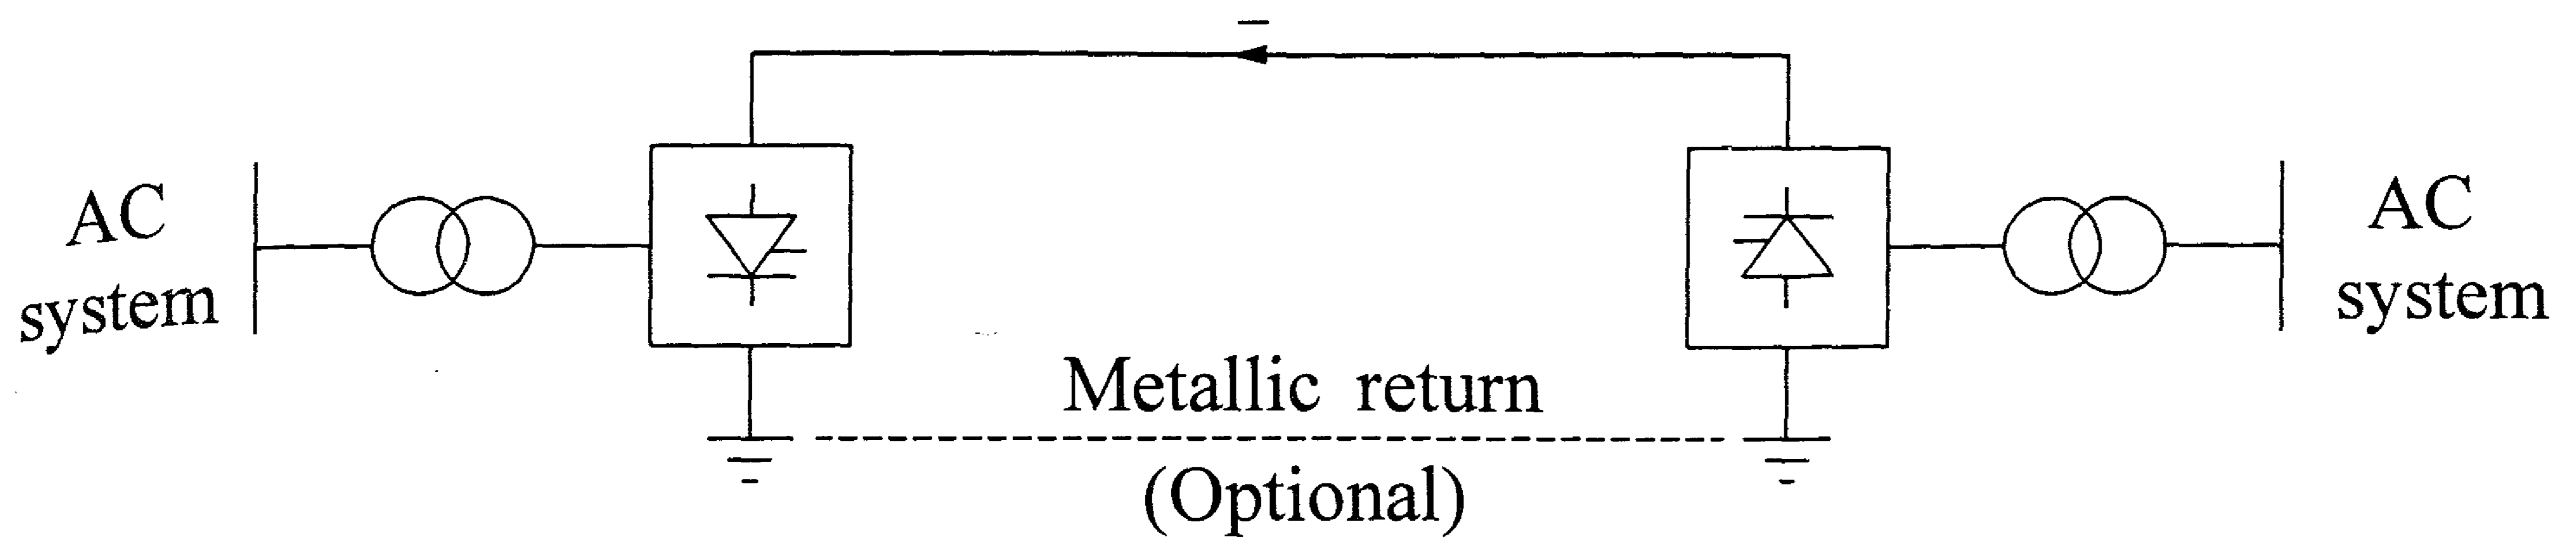 −
AC
system
AC
system
Metallic return
(Optional)